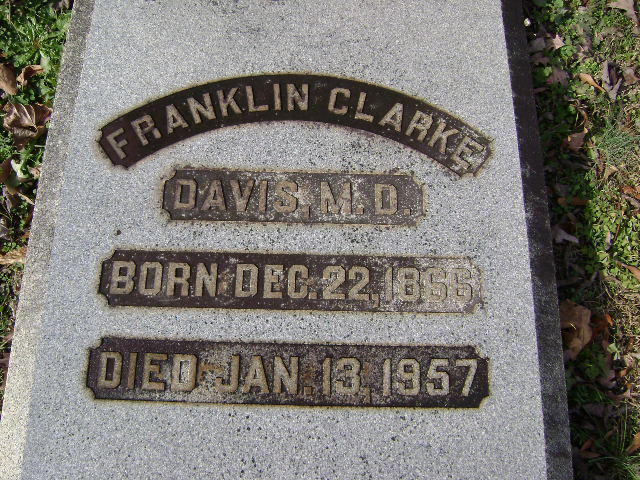 FRANKLIN CLARKE
DAVIS, M.D.
BORN DEC. 22, 1866
DIED JAN. 13, 1957